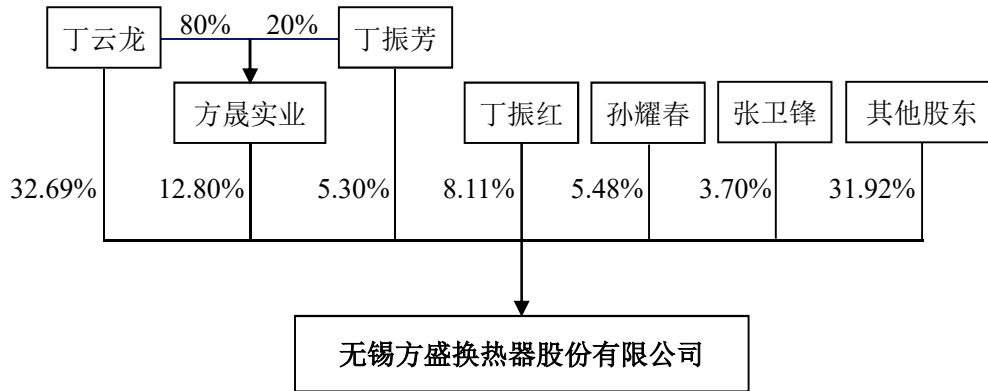 丁云龙
80%
20%
丁振芳
方晟实业
丁振红
孙耀春
张卫锋
其他股东
32.69%
12.80%
5.30%
8.11%
5.48%
3.70%
31.92%
无锡方盛换热器股份有限公司